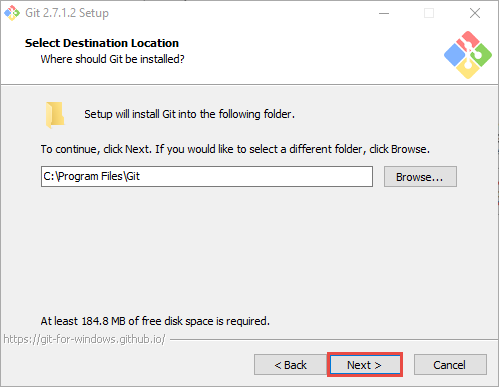 Git 2.7.1.2 Setup
Select Destination Location
Where should Git be installed?
Setup will install Git into the following folder.
To continue, click Next. If you would like to select a different folder, click Browse.
C:\Program Files\Git
Browse...
At least 184.8 MB of free disk space is required.
https://git-for-windows.github.io/
< Back
Next >
Cancel